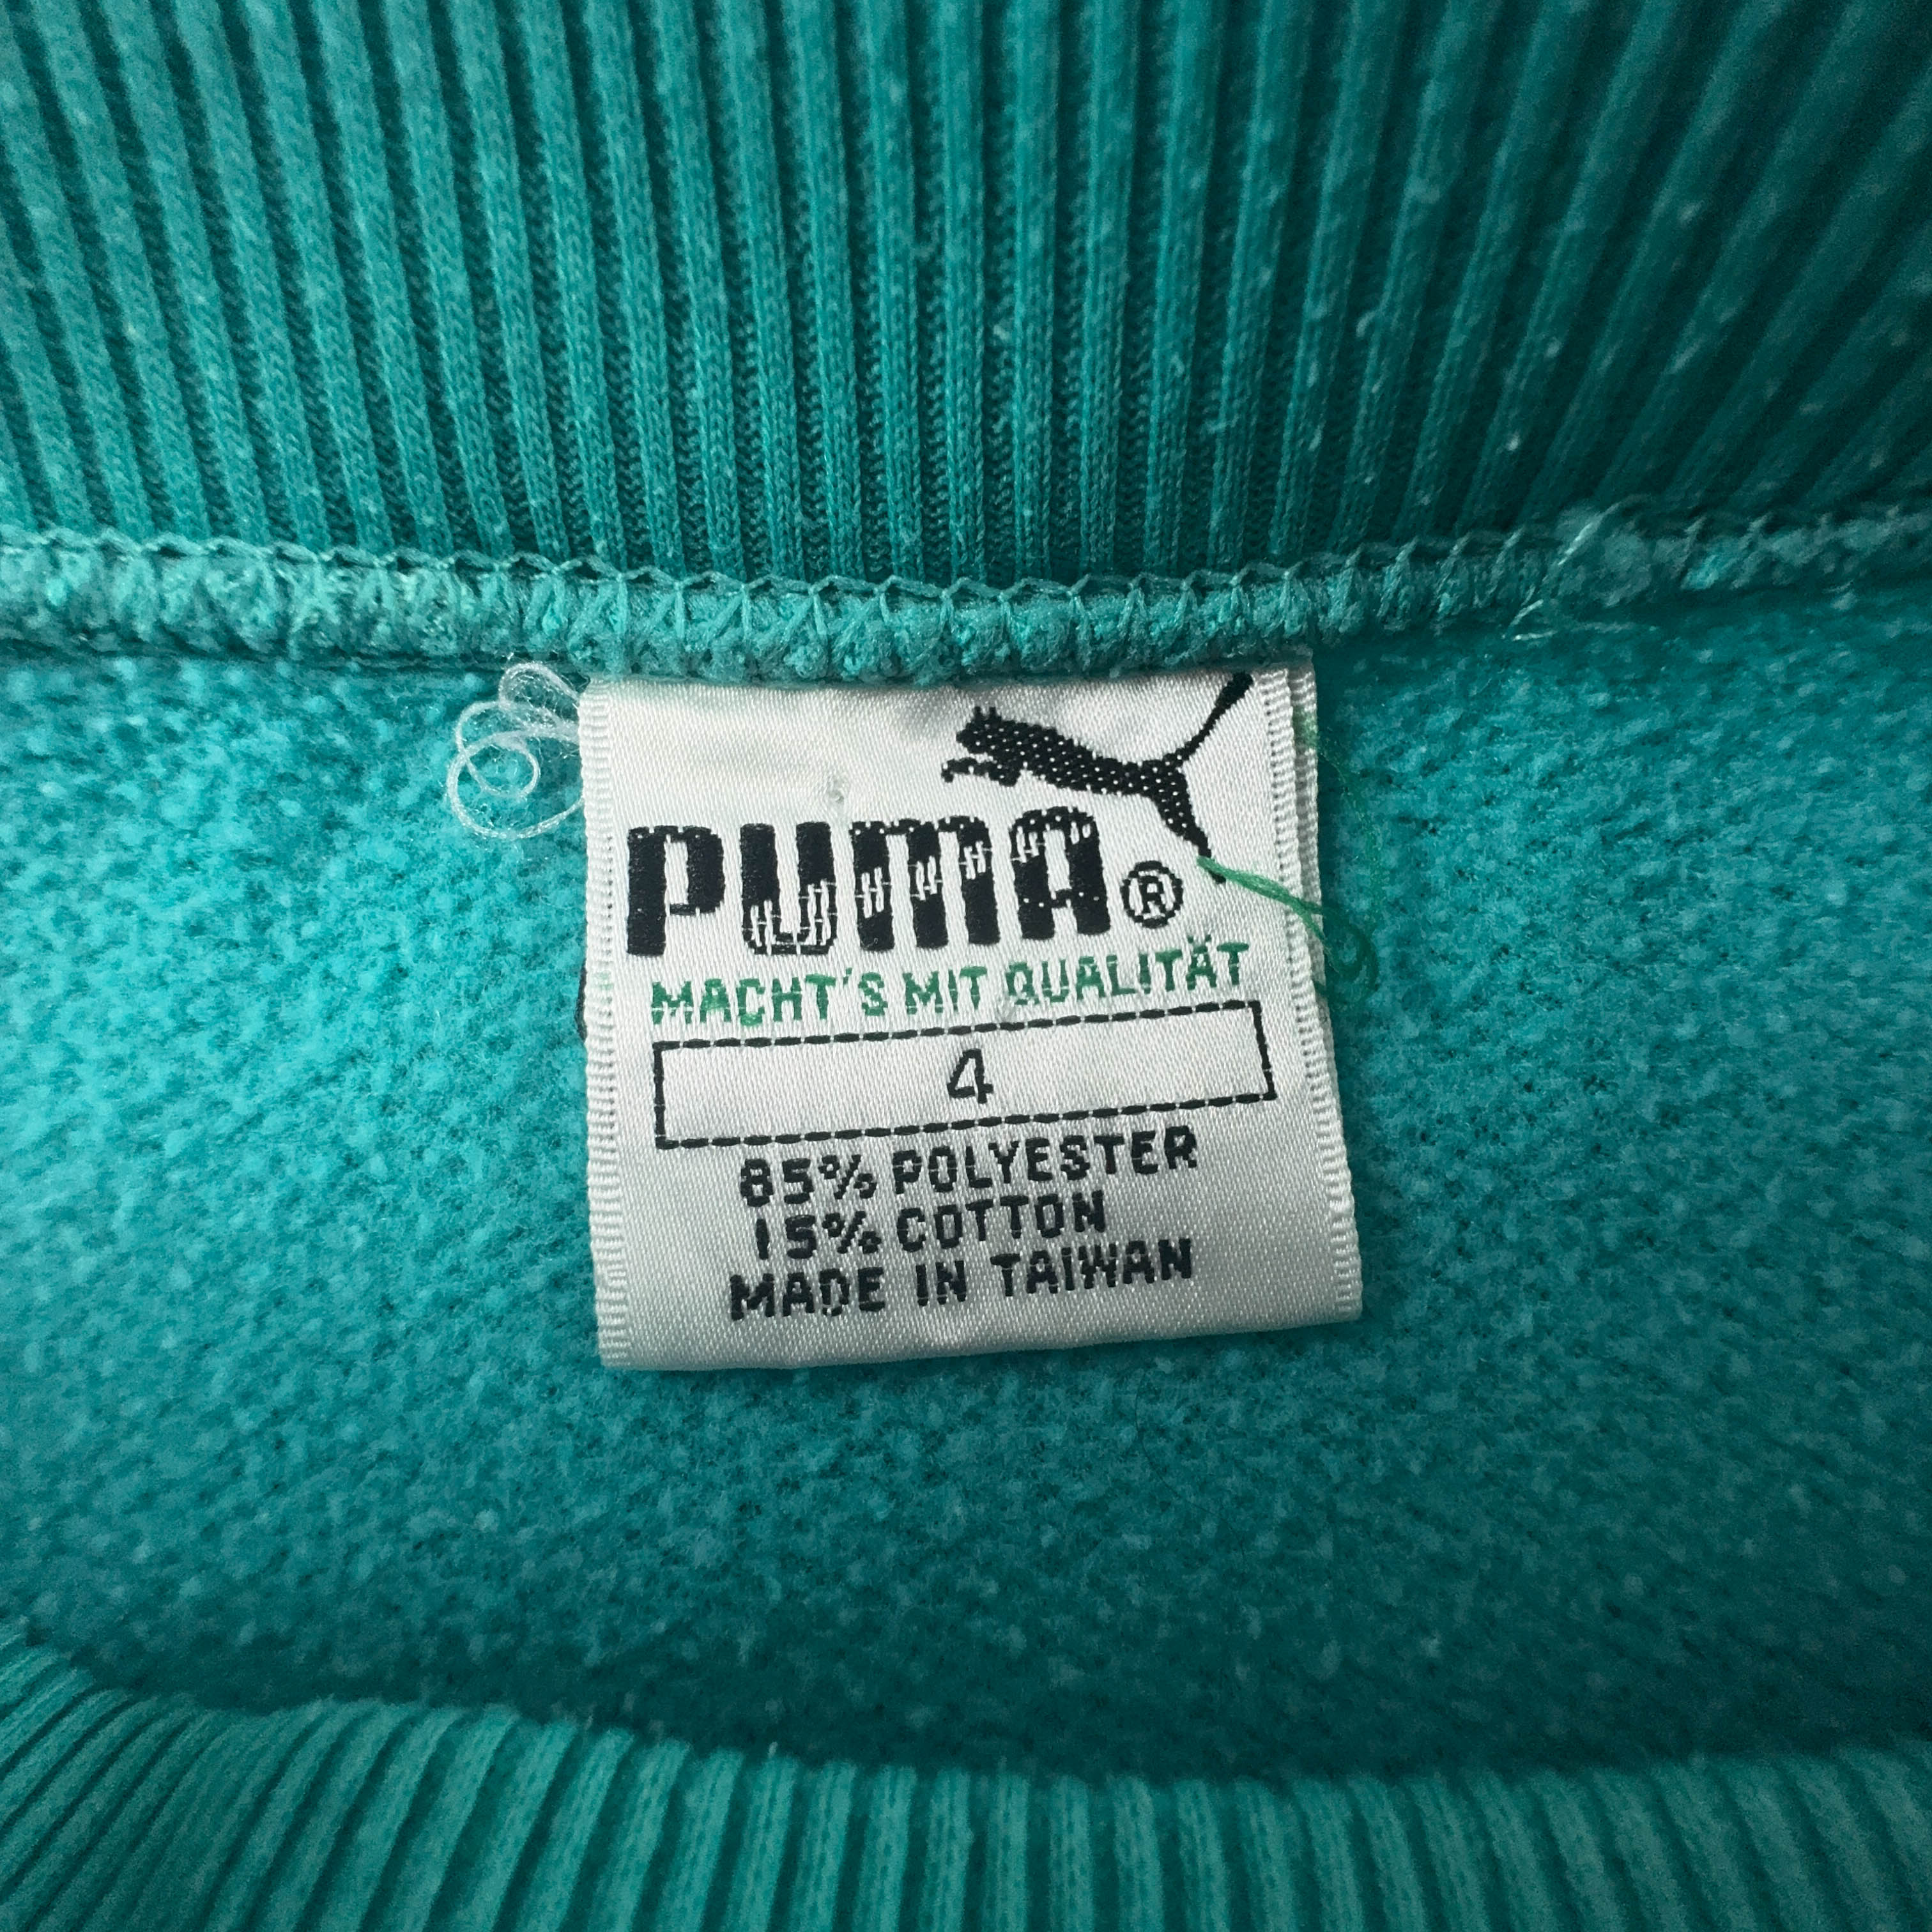 PUMA®
MACHT'S MIT QUALITÄT
4
85% POLYESTER
15% COTTON
MADE IN TAIWAN